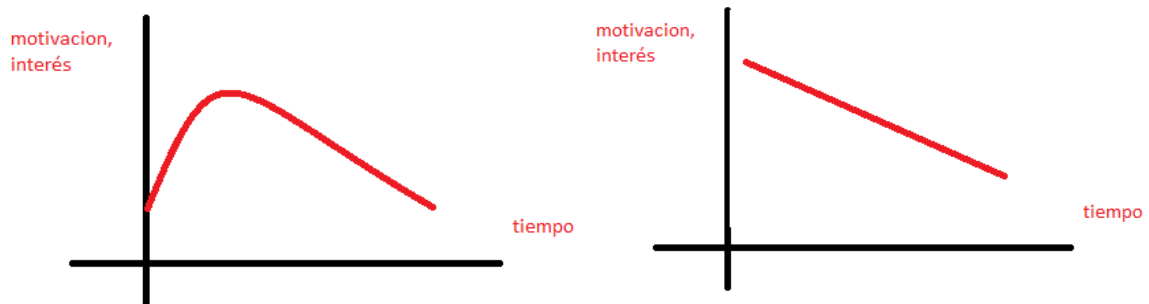 motivacion,
interés
tiempo
motivacion,
interés
tiempo